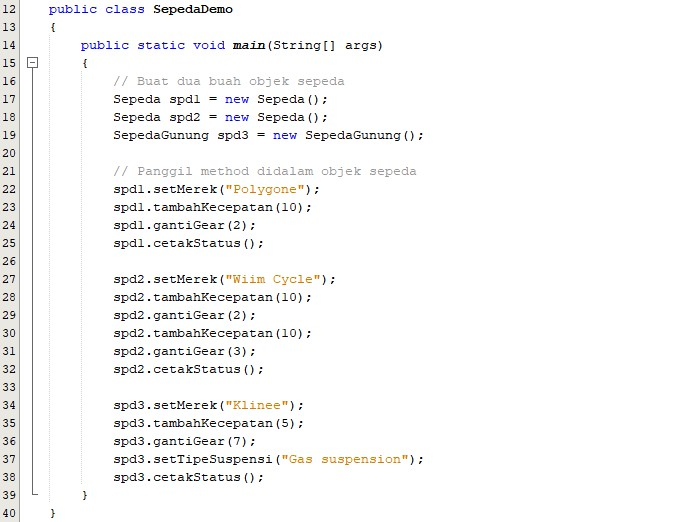 12 public class SepedaDemo
13 {
14 public static void main(String[] args)
15 {
16 // Buat dua buah objek sepeda
17 Sepeda spd1 = new Sepeda();
18 Sepeda spd2 = new Sepeda();
19 SepedaGunung spd3 = new SepedaGunung();
20
21 // Panggil method didalam objek sepeda
22 spd1.setMerek("Polygone");
23 spd1.tambahKecepatan(10);
24 spd1.gantiGear(2);
25 spd1.cetakStatus();
26
27 spd2.setMerek("Wiim Cycle");
28 spd2.tambahKecepatan(10);
29 spd2.gantiGear(2);
30 spd2.tambahKecepatan(10);
31 spd2.gantiGear(3);
32 spd2.cetakStatus();
33
34 spd3.setMerek("Klinee");
35 spd3.tambahKecepatan(5);
36 spd3.gantiGear(7);
37 spd3.setTipeSuspensi("Gas suspension");
38 spd3.cetakStatus();
39 }
40 }